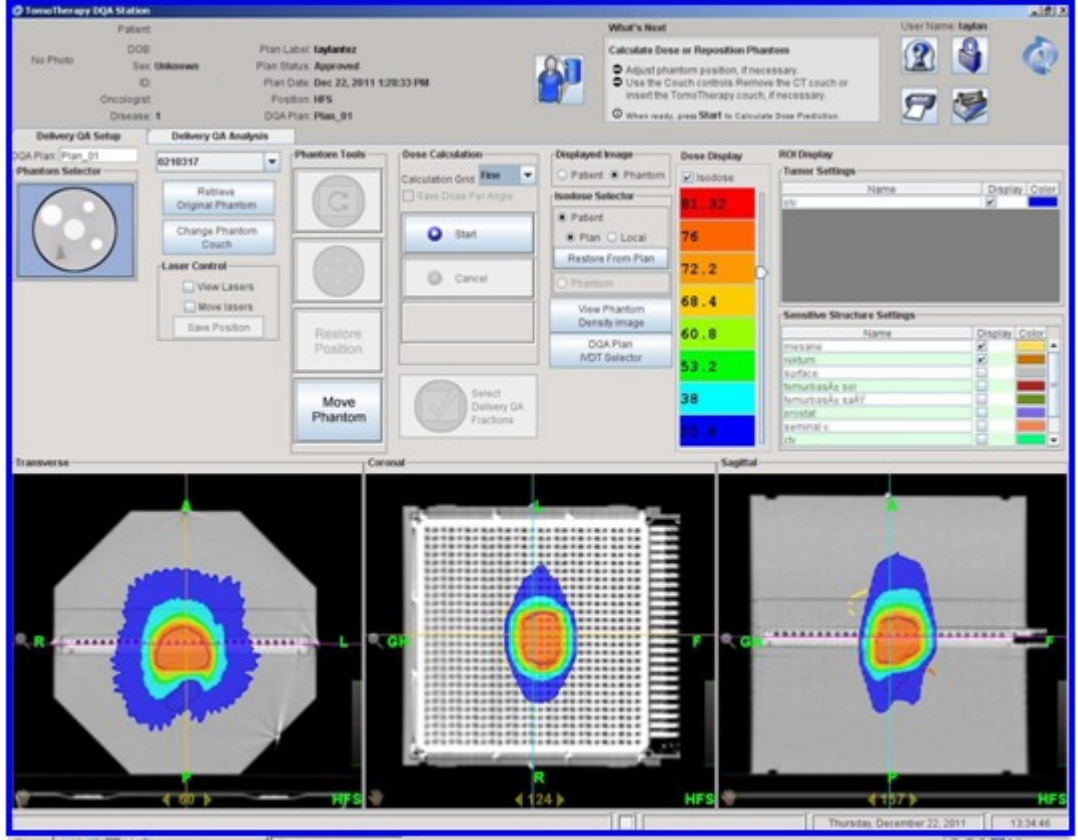 TomoTherapy DQA Station
Patient:
DOB:
No Photo
Sex: Unknown
ID:
Oncologist:
Disease: 1
Plan Label: taylantez
Plan Status: Approved
Plan Date: Dec 22, 2011 1:20:33 PM
Position: HFS
DQA Plan: Plan_01
What's Next
Calculate Dose or Reposition Phantom
Adjust phantom position, if necessary.
Use the Couch controls Remove the CT couch or
insert the TomoTherapy couch, if necessary.
When ready, press Start to Calculate Dose Prediction.
User Name: taylan
Delivery QA Setup
Delivery QA Analysis
DQA Plan: Plan_01
Phantom Selector
0210317
Retrieve
Original Phantom
Change Phantom
Couch
Laser Control
View Lasers
Move lasers
Save Position
Phantom Tools
Restore
Position
Move
Phantom
Dose Calculation
Calculation Grid: Fine
Save Dose Per Angle
Start
Cancel
Select
Delivery QA
Fractions
Displayed Image
Patient Phantom
Isodose Selector
Patient
Plan Local
Restore From Plan
Phantom
View Phantom
Density Image
DQA Plan
IVDT Selector
Dose Display
Isodose
81.32
76
72.2
68.4
60.8
53.2
38
22.8
ROI Display
Tumor Settings
Name Display Color
Sensitive Structure Settings
Name Display Color
mesane
rektum
surface
femurbasÄ± sol
prostat
seminal v.
Transverse
A
R
L
P
60
HFS
Coronal
L
GH
F
R
124
HFS
Sagittal
A
F
P
157
HFS
Thursday, December 22, 2011
13:34:46